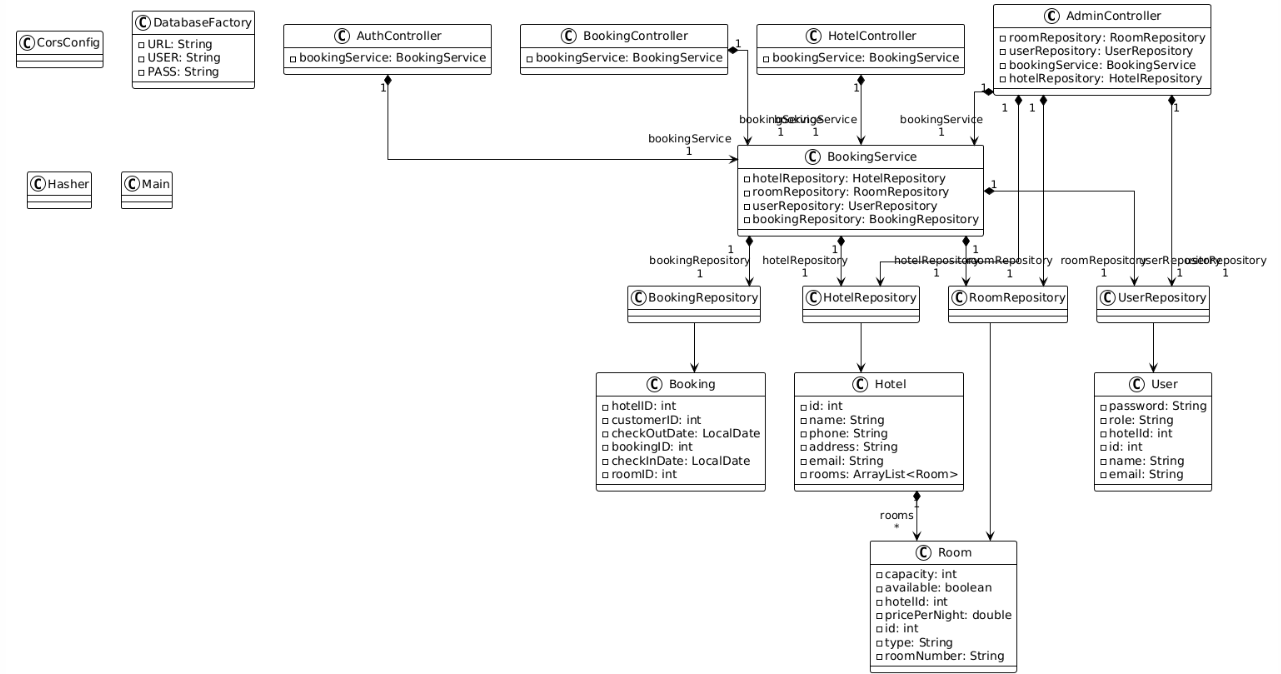 C CorsConfig
C DatabaseFactory
URL: String
USER: String
PASS: String
C AuthController
bookingService: BookingService
C BookingController
bookingService: BookingService
C HotelController
bookingService: BookingService
C AdminController
roomRepository: RoomRepository
userRepository: UserRepository
bookingService: BookingService
hotelRepository: HotelRepository
1
1
1
1
1
1
1
bookingService
1
bookingService
1
bookingService
1
bookingService
1
C Hasher
C Main
C BookingService
hotelRepository: HotelRepository
roomRepository: RoomRepository
userRepository: UserRepository
bookingRepository: BookingRepository
1
1
1
1
bookingRepository
1
hotelRepository
1
hotelRepository
1
roomRepository
1
roomRepository
1
userRepository
1
userRepository
1
C BookingRepository
C HotelRepository
C RoomRepository
C UserRepository
C Booking
hotelID: int
customerID: int
checkOutDate: LocalDate
bookingID: int
checkInDate: LocalDate
roomID: int
C Hotel
id: int
name: String
phone: String
address: String
email: String
rooms: ArrayList<Room>
C User
password: String
role: String
hotelId: int
id: int
name: String
email: String
1
rooms
*
C Room
capacity: int
available: boolean
hotelId: int
pricePerNight: double
id: int
type: String
roomNumber: String